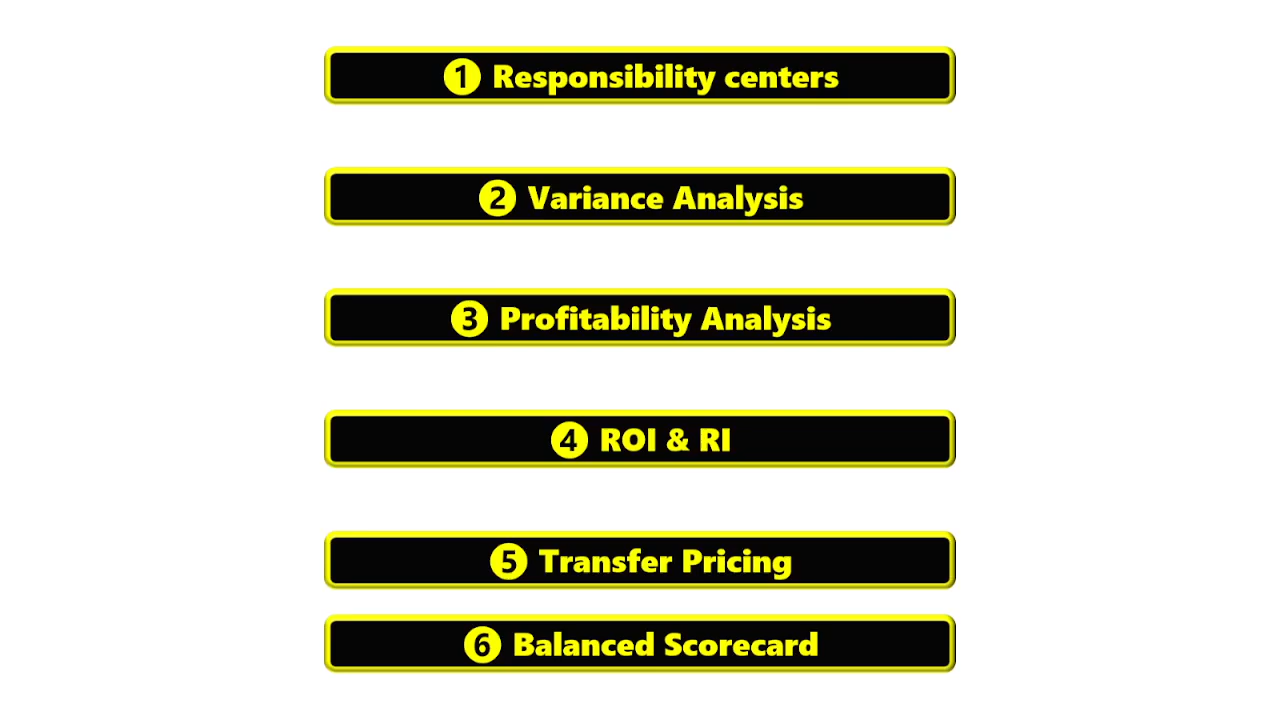 ❶ Responsibility centers
❷ Variance Analysis
❸ Profitability Analysis
❹ ROI & RI
❺ Transfer Pricing
❻ Balanced Scorecard